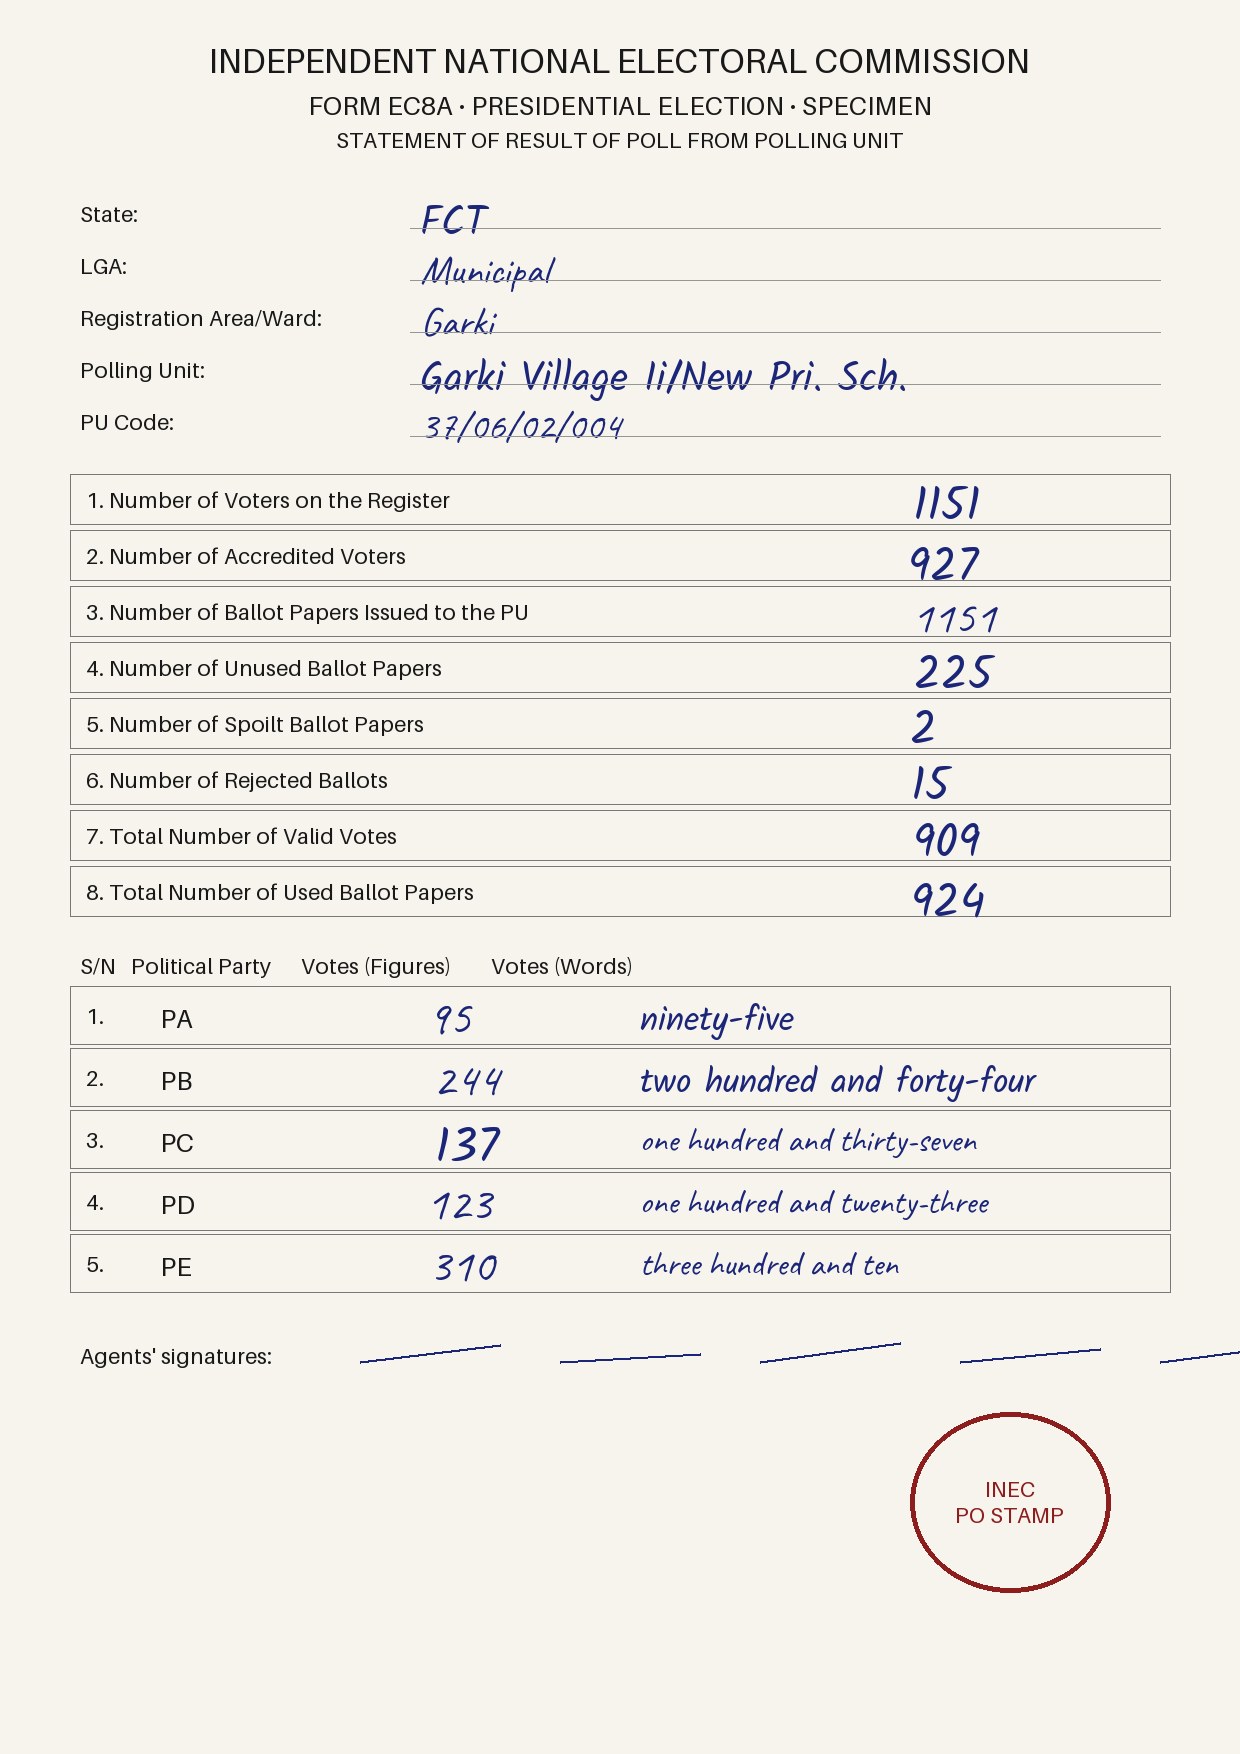 INDEPENDENT NATIONAL ELECTORAL COMMISSION
FORM EC8A · PRESIDENTIAL ELECTION · SPECIMEN
STATEMENT OF RESULT OF POLL FROM POLLING UNIT
State: FCT
LGA: Municipal
Registration Area/Ward: Garki
Polling Unit: Garki Village Ii/New Pri. Sch.
PU Code: 37/06/02/004
1. Number of Voters on the Register 1151
2. Number of Accredited Voters 927
3. Number of Ballot Papers Issued to the PU 1151
4. Number of Unused Ballot Papers 225
5. Number of Spoilt Ballot Papers 2
6. Number of Rejected Ballots 15
7. Total Number of Valid Votes 909
8. Total Number of Used Ballot Papers 924
S/N Political Party Votes (Figures) Votes (Words)
1. PA 95 ninety-five
2. PB 244 two hundred and forty-four
3. PC 137 one hundred and thirty-seven
4. PD 123 one hundred and twenty-three
5. PE 310 three hundred and ten
Agents' signatures:
INEC
PO STAMP